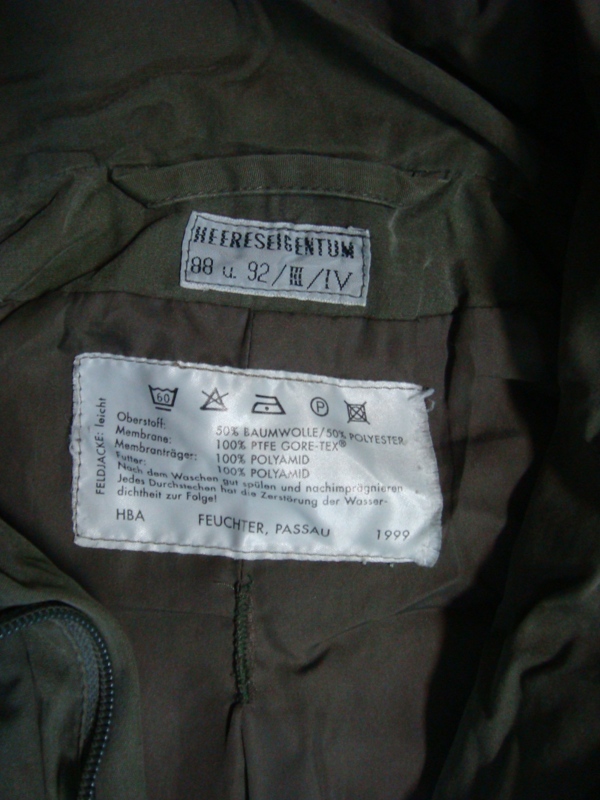 HEERESEIGENTUM
88 u. 92/III/IV
FELDJACKE: leicht
60
P
Oberstoff: 50% BAUMWOLLE/50% POLYESTER
Membrane: 100% PTFE GORE-TEX®
Membranträger: 100% POLYAMID
Futter: 100% POLYAMID
Nach dem Waschen gut spülen und nachimprägnieren
Jedes Durchstechen hat die Zerstörung der Wasser-
dichtheit zur Folge!
HBA FEUCHTER, PASSAU 1999